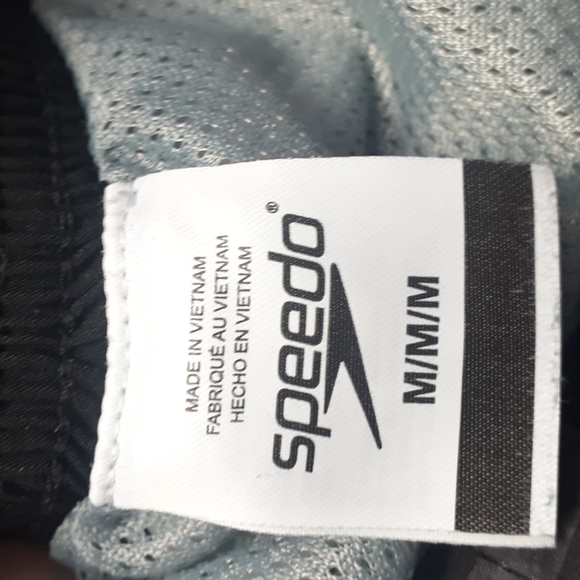 MADE IN VIETNAM
FABRIQUÉ AU VIETNAM
HECHO EN VIETNAM
speedo®
M/M/M